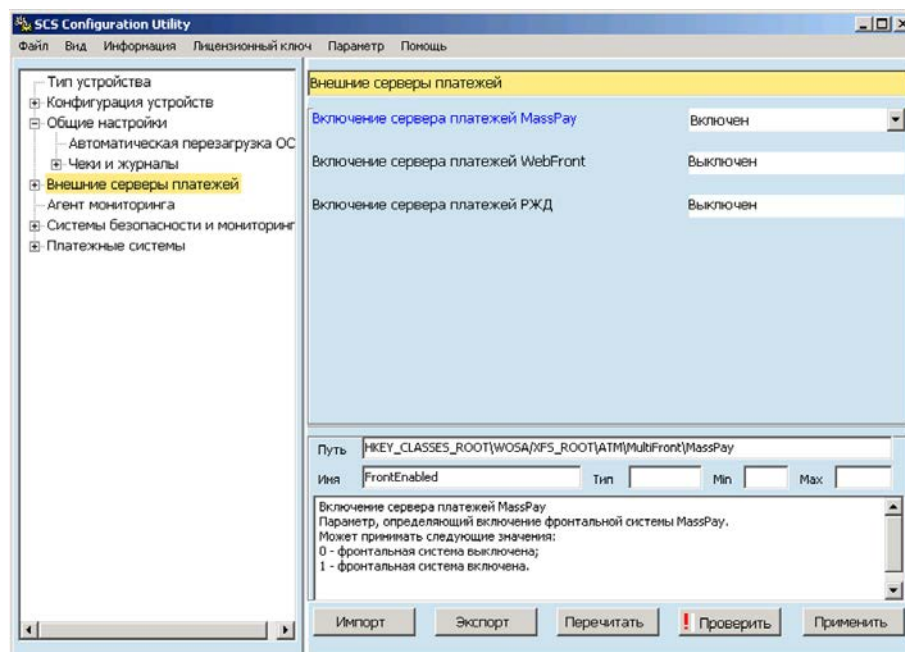 SCS Configuration Utility
Файл Вид Информация Лицензионный ключ Параметр Помощь
Тип устройства
Конфигурация устройств
Общие настройки
Автоматическая перезагрузка ОС
Чеки и журналы
Внешние серверы платежей
Агент мониторинга
Системы безопасности и мониторинг
Платежные системы
Внешние серверы платежей
Включение сервера платежей MassPay Включен
Включение сервера платежей WebFront Выключен
Включение сервера платежей РЖД Выключен
Путь HKEY_CLASSES_ROOT\WOSA/XFS_ROOT\ATM\MultiFront\MassPay
Имя FrontEnabled Тип Min Max
Включение сервера платежей MassPay
Параметр, определяющий включение фронтальной системы MassPay.
Может принимать следующие значения:
0 - фронтальная система выключена;
1 - фронтальная система включена.
Импорт Экспорт Перечитать ! Проверить Применить